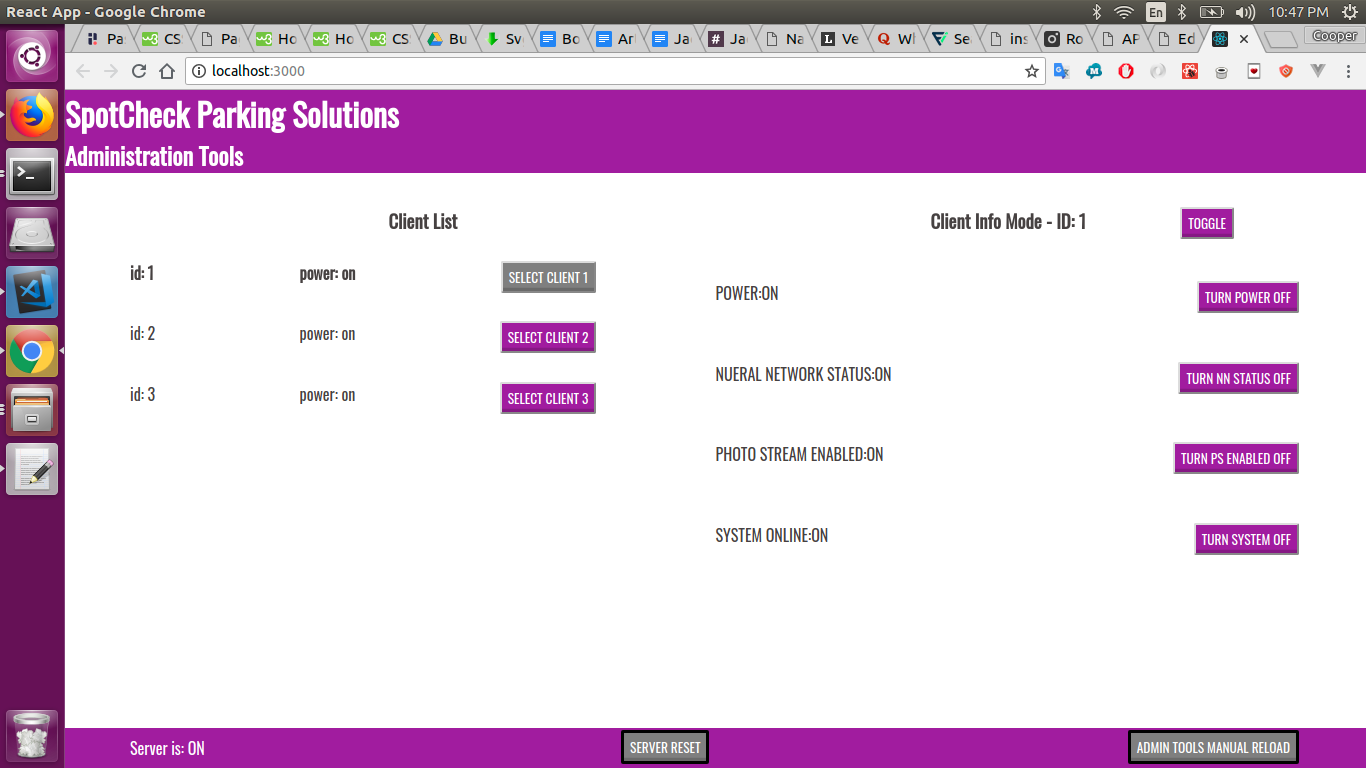 React App - Google Chrome
En
10:47 PM
Pa
CS
Pa
Ho
Ho
CS
Bu
Sv
Bo
Ar
Ja
Ja
Na
Ve
Wh
Se
ins
Ro
AP
Ed
Cooper
localhost:3000
SpotCheck Parking Solutions
Administration Tools
Client List
Client Info Mode - ID: 1
TOGGLE
id: 1 power: on SELECT CLIENT 1
POWER:ON TURN POWER OFF
id: 2 power: on SELECT CLIENT 2
NUERAL NETWORK STATUS:ON TURN NN STATUS OFF
id: 3 power: on SELECT CLIENT 3
PHOTO STREAM ENABLED:ON TURN PS ENABLED OFF
SYSTEM ONLINE:ON TURN SYSTEM OFF
Server is: ON SERVER RESET ADMIN TOOLS MANUAL RELOAD